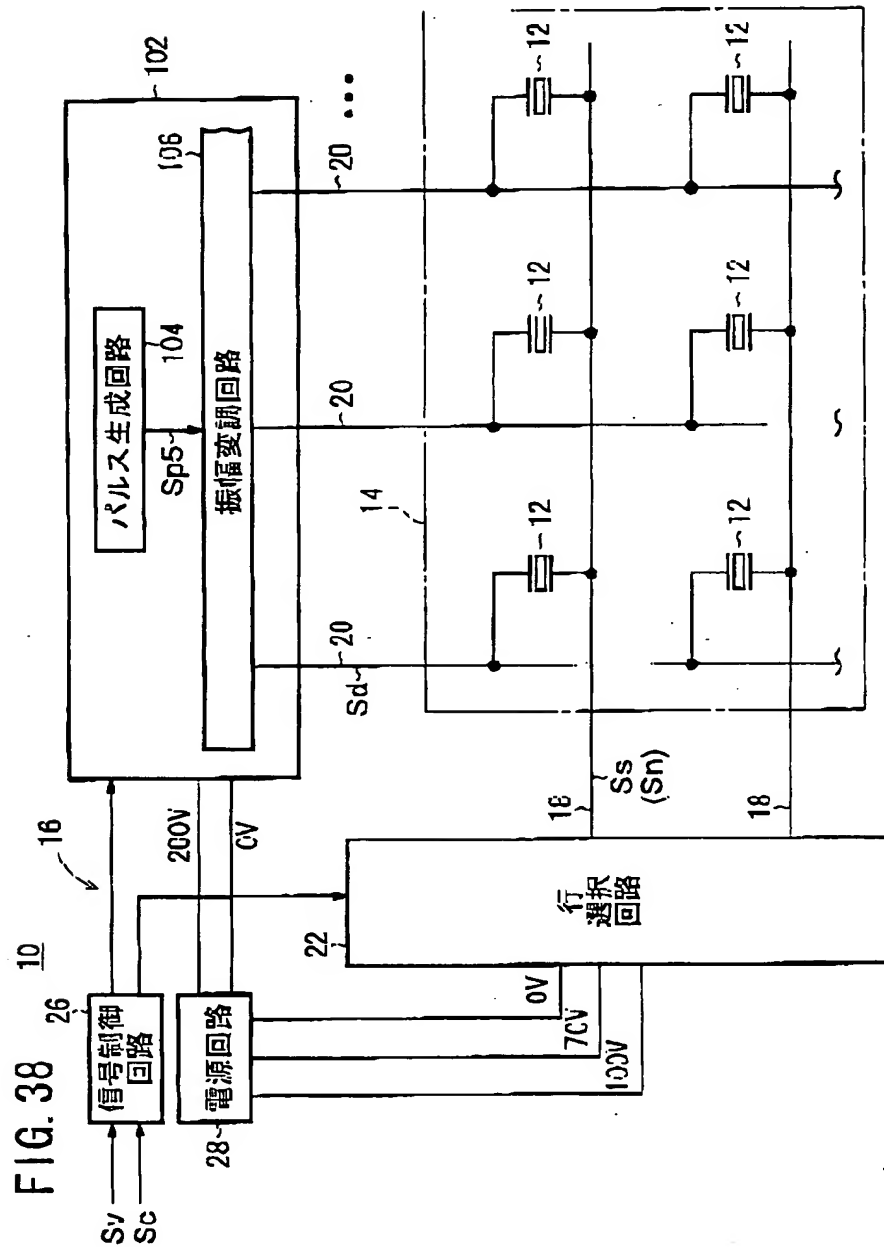 FIG. 38
10
16
Sv
Sc
26
信号制御
回路
電源回路
28
200V
0V
102
パルス生成回路
104
Sp5
106
振幅変調回路
20
20
20
Sd
14
12
12
12
12
12
12
22
行
選択
回路
0V
70V
100V
18
Ss
(Sn)
18